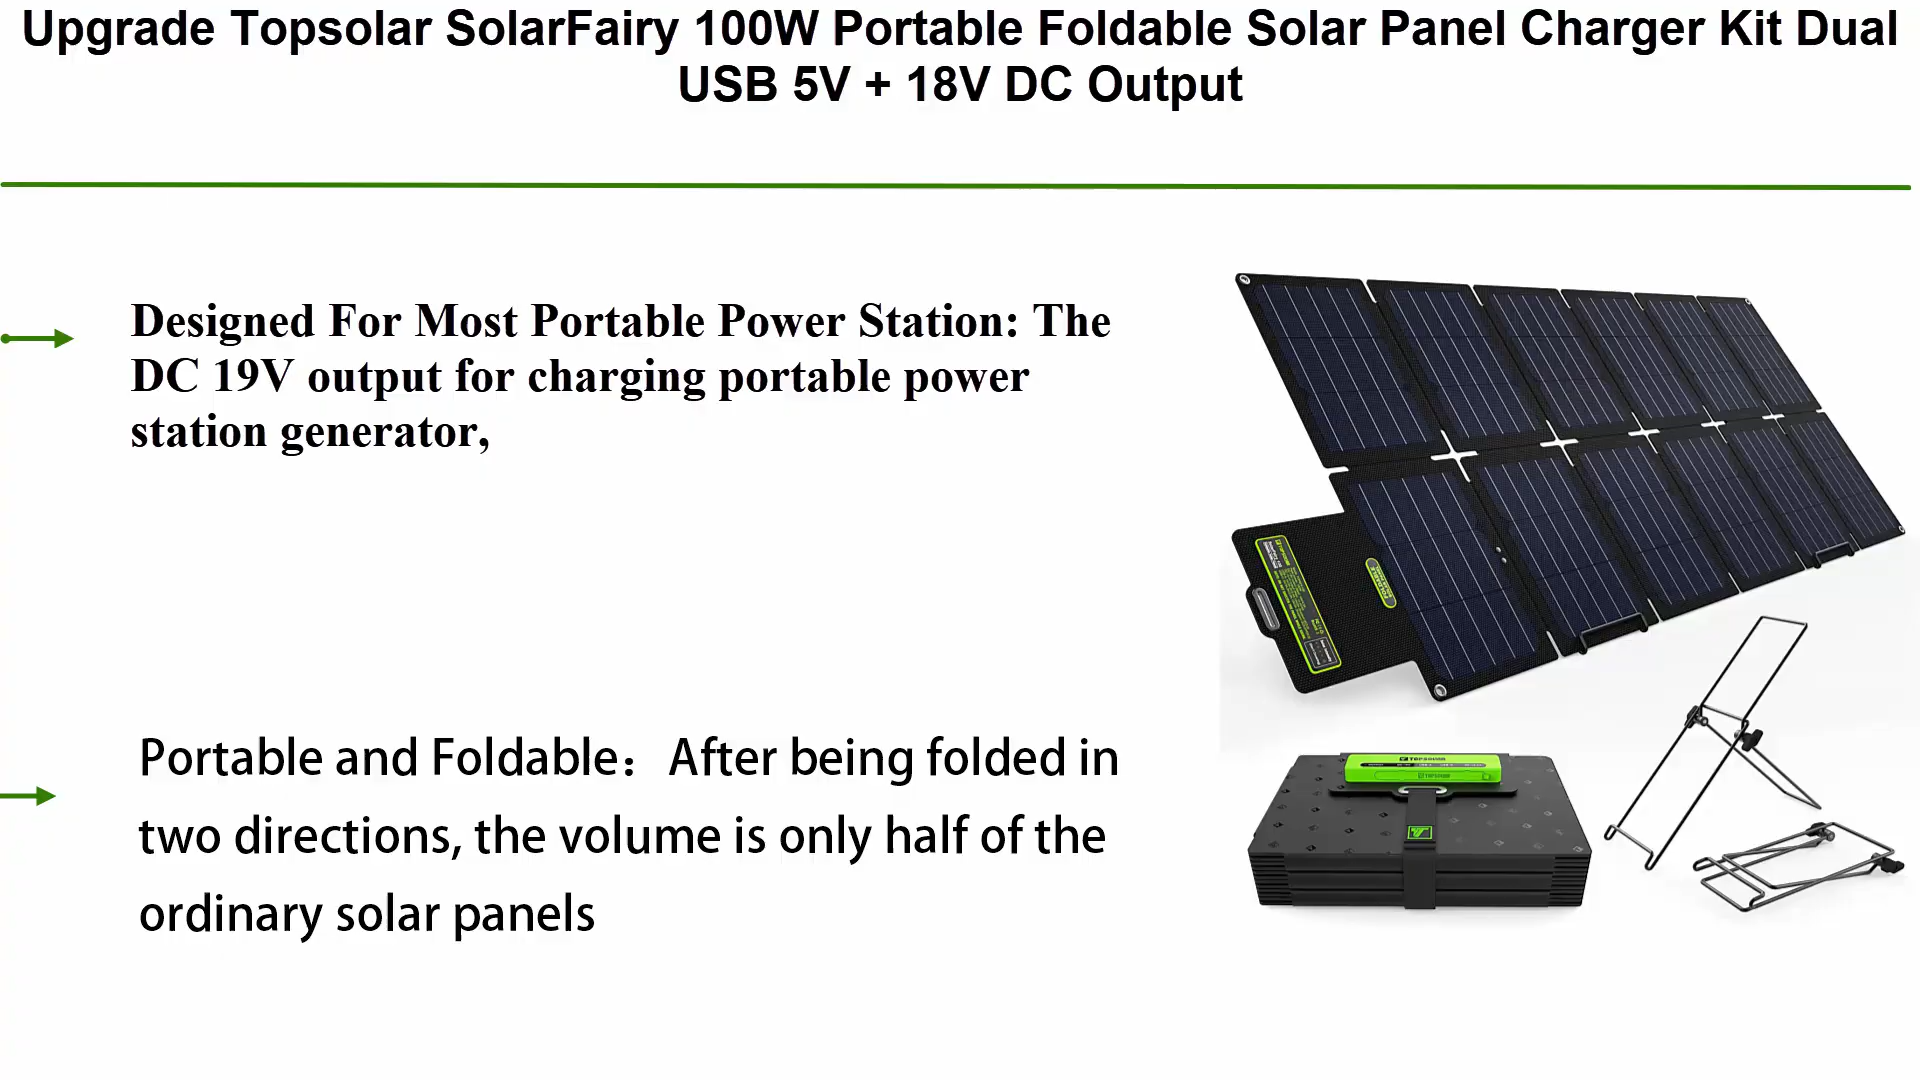 Upgrade Topsolar SolarFairy 100W Portable Foldable Solar Panel Charger Kit Dual
USB 5V + 18V DC Output
Designed For Most Portable Power Station: The
DC 19V output for charging portable power
station generator,
Portable and Foldable：After being folded in
two directions, the volume is only half of the
ordinary solar panels
TOPSOLAR
FOLDABLE